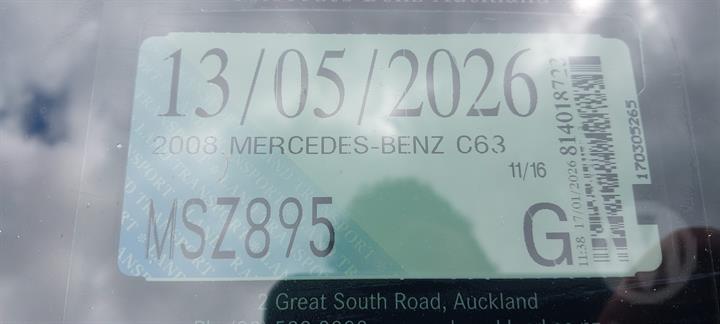 13/05/2026
2008 MERCEDES-BENZ C63
11/16
MSZ895
G
11:38 17/01/2026 814018722
170305265
2 Great South Road, Auckland